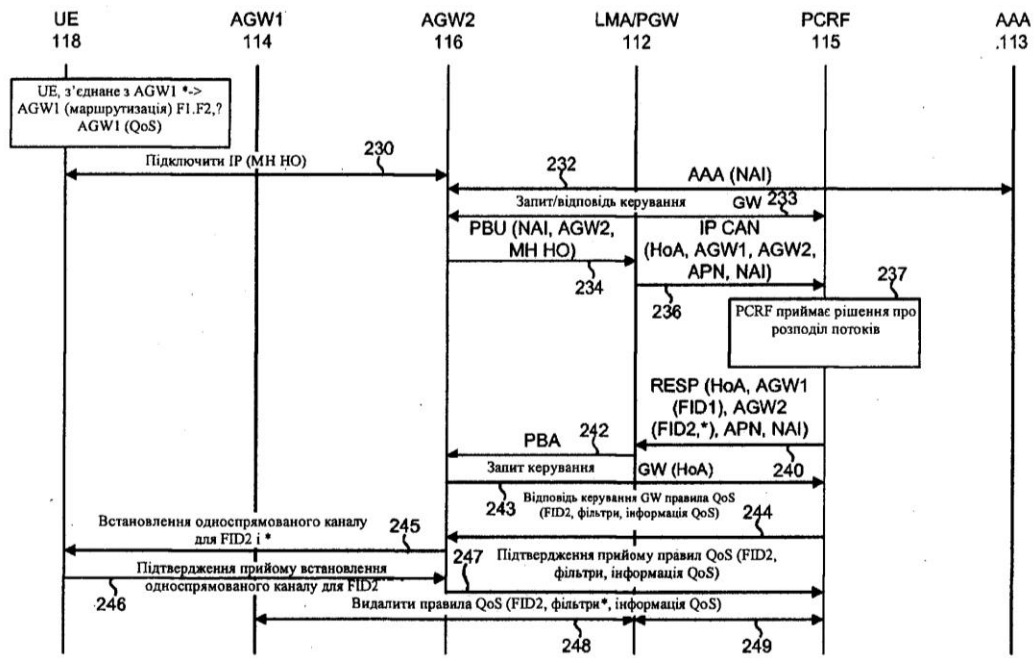 UE
118
AGW1
114
AGW2
116
LMA/PGW
112
PCRF
115
AAA
.113
UE, з’єднане з AGW1 *->
AGW1 (маршрутизація) F1.F2,?
AGW1 (QoS)
Підключити IP (MH HO)
230
232
AAA (NAI)
Запит/відповідь керування
GW
233
PBU (NAI, AGW2,
MH HO)
234
IP CAN
(HoA, AGW1, AGW2,
APN, NAI)
236
237
PCRF приймає рішення про
розподіл потоків
RESP (HoA, AGW1
(FID1), AGW2
(FID2,*), APN, NAI)
240
PBA
242
Запит керування
GW (HoA)
243
Відповідь керування GW правила QoS
(FID2, фільтри, информація QoS)
244
Встановлення односпрямованого каналу
для FID2 і *
245
247
Підтвердження прийому правил QoS (FID2,
фільтри, інформація QoS)
Підтвердження прийому встановлення
односпрямованого каналу для FID2
246
Видалити правила QoS (FID2, фільтри*, інформація QoS)
248
249